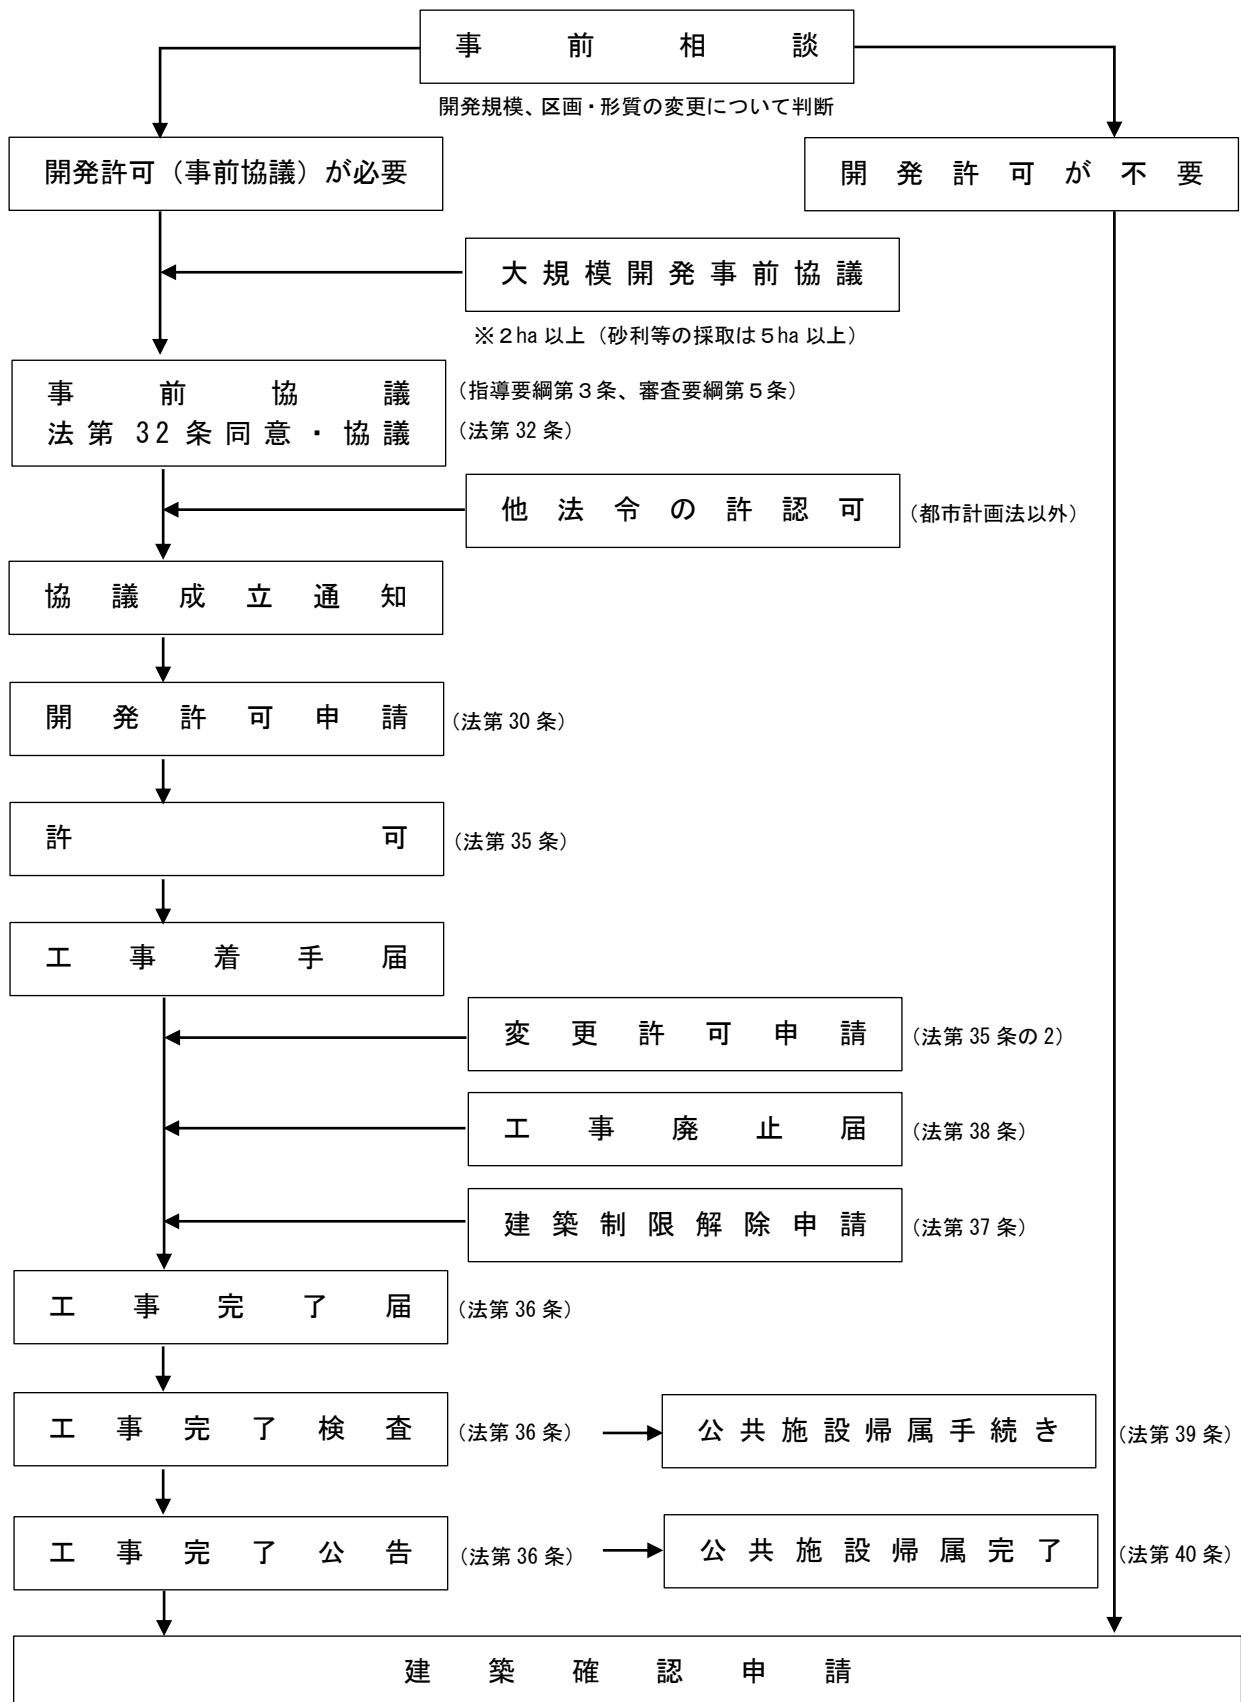 事前相談
開発規模、区画・形質の変更について判断
開発許可（事前協議）が必要
開発許可が不要
大規模開発事前協議
※２ha 以上（砂利等の採取は５ha 以上）
事前協議
（指導要綱第３条、審査要綱第５条）
法第 32 条同意・協議
（法第 32 条）
他法令の許認可
（都市計画法以外）
協議成立通知
開発許可申請
（法第 30 条）
許可
（法第 35 条）
工事着手届
変更許可申請
（法第 35 条の 2）
工事廃止届
（法第 38 条）
建築制限解除申請
（法第 37 条）
工事完了届
（法第 36 条）
工事完了検査
（法第 36 条）
公共施設帰属手続き
（法第 39 条）
工事完了公告
（法第 36 条）
公共施設帰属完了
（法第 40 条）
建築確認申請